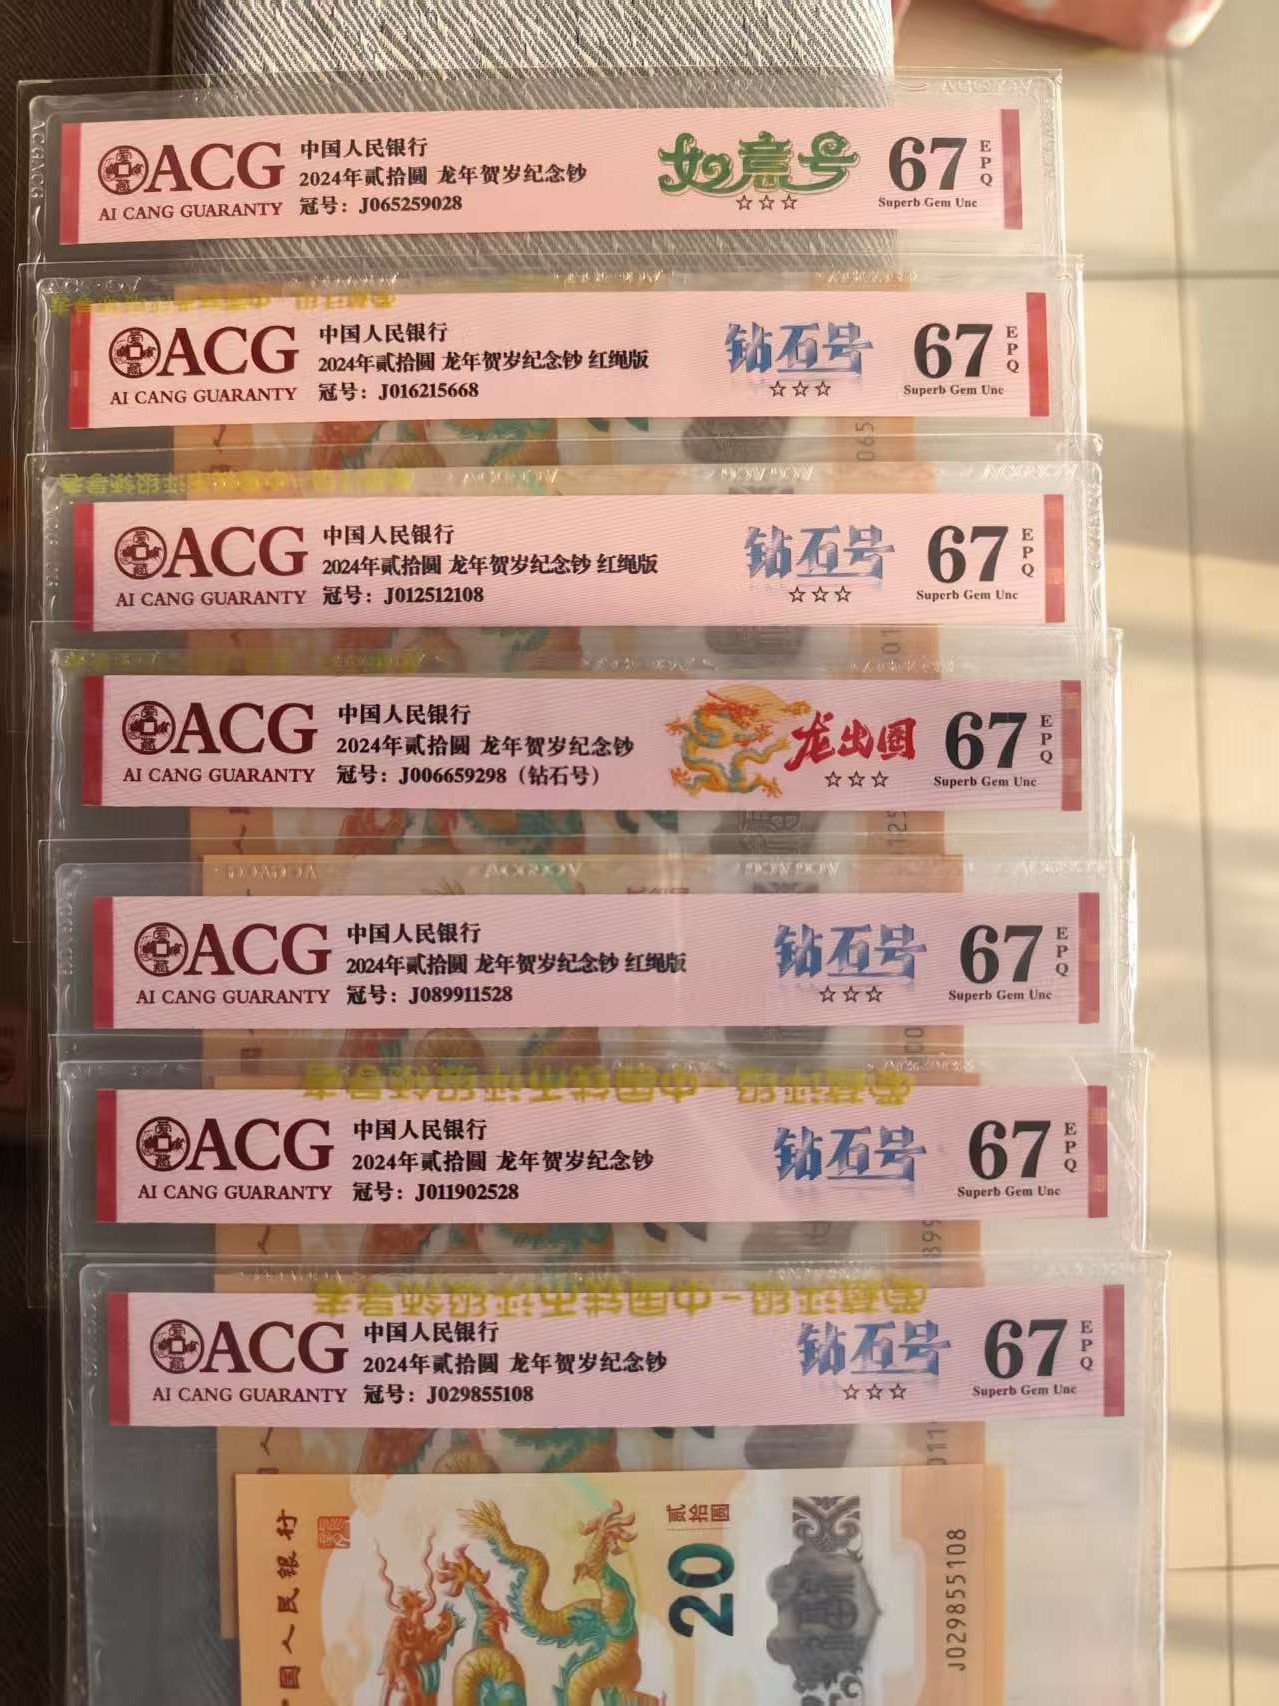 ACG
AI CANG GUARANTY
中国人民银行
2024年贰拾圆 龙年贺岁纪念钞
冠号：J065259028
如意号
☆☆☆
67
EPQ
Superb Gem Unc
ACG
AI CANG GUARANTY
中国人民银行
2024年贰拾圆 龙年贺岁纪念钞 红绳版
冠号：J016215668
钻石号
☆☆☆
67
EPQ
Superb Gem Unc
ACG
AI CANG GUARANTY
中国人民银行
2024年贰拾圆 龙年贺岁纪念钞 红绳版
冠号：J012512108
钻石号
☆☆☆
67
EPQ
Superb Gem Unc
ACG
AI CANG GUARANTY
中国人民银行
2024年贰拾圆 龙年贺岁纪念钞
冠号：J006659298（钻石号）
龙出圈
☆☆☆
67
EPQ
Superb Gem Unc
ACG
AI CANG GUARANTY
中国人民银行
2024年贰拾圆 龙年贺岁纪念钞 红绳版
冠号：J089911528
钻石号
☆☆☆
67
EPQ
Superb Gem Unc
ACG
AI CANG GUARANTY
中国人民银行
2024年贰拾圆 龙年贺岁纪念钞
冠号：J011902528
钻石号
☆☆☆
67
EPQ
Superb Gem Unc
ACG
AI CANG GUARANTY
中国人民银行
2024年贰拾圆 龙年贺岁纪念钞
冠号：J029855108
钻石号
☆☆☆
67
EPQ
Superb Gem Unc
国人民银行
贰拾圆
20
J029855108